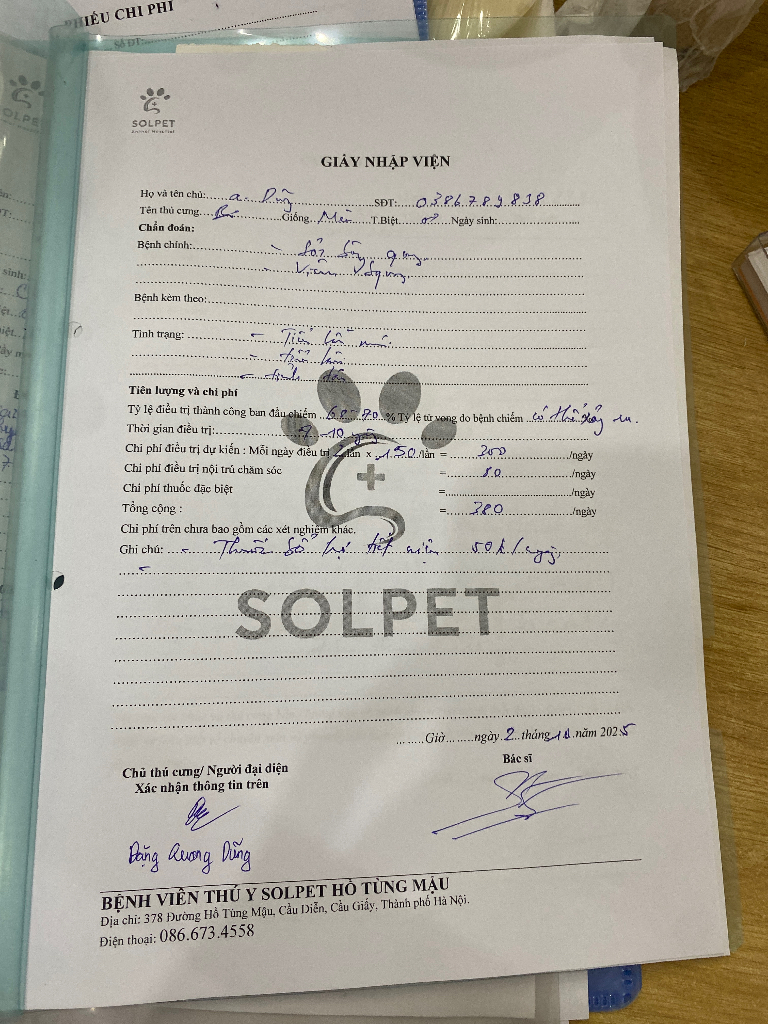 PHIẾU CHI PHÍ
Số ĐT:
SOLPET
GIẤY NHẬP VIỆN
Họ và tên chủ: a. Dũng SĐT: 0386789838
Tên thú cưng Giống Mèo T.Biệt Ngày sinh:
Chẩn đoán:
Bệnh chính: - Sỏi bàng quang
- Viêm bàng quang
Bệnh kèm theo:
Tình trạng: - Tiểu
-
-
Tiên lượng và chi phí
Tỷ lệ điều trị thành công ban đầu chiếm 68-70 % Tỷ lệ tử vong do bệnh chiếm có thể xảy ra.
Thời gian điều trị: 7-10 ngày
Chi phí điều trị dự kiến : Mỗi ngày điều trị 2 lần x 150 /lần = 300 /ngày
Chi phí điều trị nội trú chăm sóc = 80 /ngày
Chi phí thuốc đặc biệt = /ngày
Tổng cộng : = 380 /ngày
Chi phí trên chưa bao gồm các xét nghiệm khác.
Ghi chú: - Thuốc hỗ trợ tiết niệu 50k/ngày
-
SOLPET
Giờ ngày 2 tháng 10 năm 2025
Chủ thú cưng/ Người đại diện
Xác nhận thông tin trên
Bác sĩ
Đặng Quang Dũng
BỆNH VIỆN THÚ Y SOLPET HỒ TÙNG MẬU
Địa chỉ: 378 Đường Hồ Tùng Mậu, Cầu Diễn, Cầu Giấy, Thành phố Hà Nội.
Điện thoại: 086.673.4558